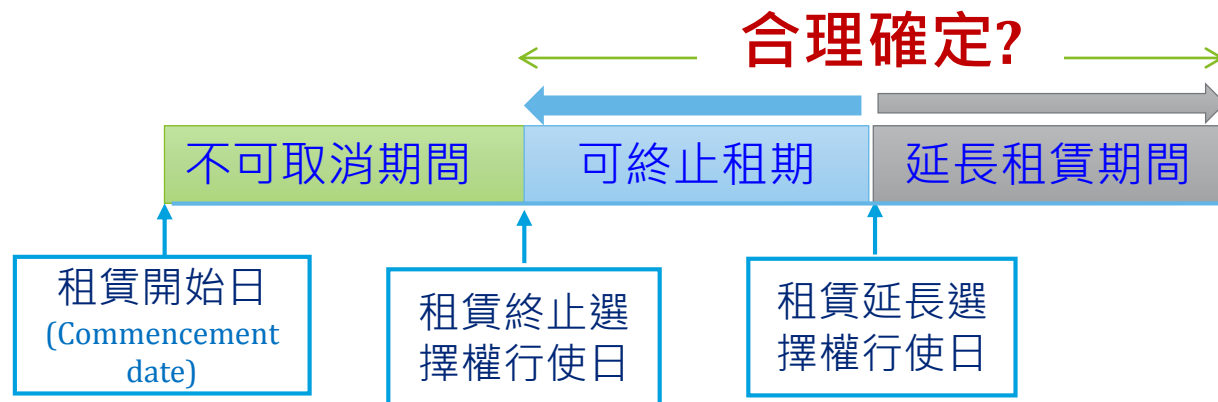 合理確定?
不可取消期間
可終止租期
延長租賃期間
租賃開始日
(Commencement
date)
租賃終止選
擇權行使日
租賃延長選
擇權行使日